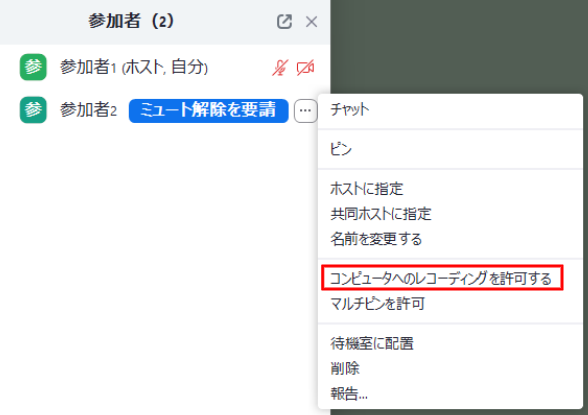 参加者 (2)
参 参加者1 (ホスト, 自分)
参 参加者2 ミュート解除を要請 ...
チャット
ピン
ホストに指定
共同ホストに指定
名前を変更する
コンピュータへのレコーディングを許可する
マルチピンを許可
待機室に配置
削除
報告...